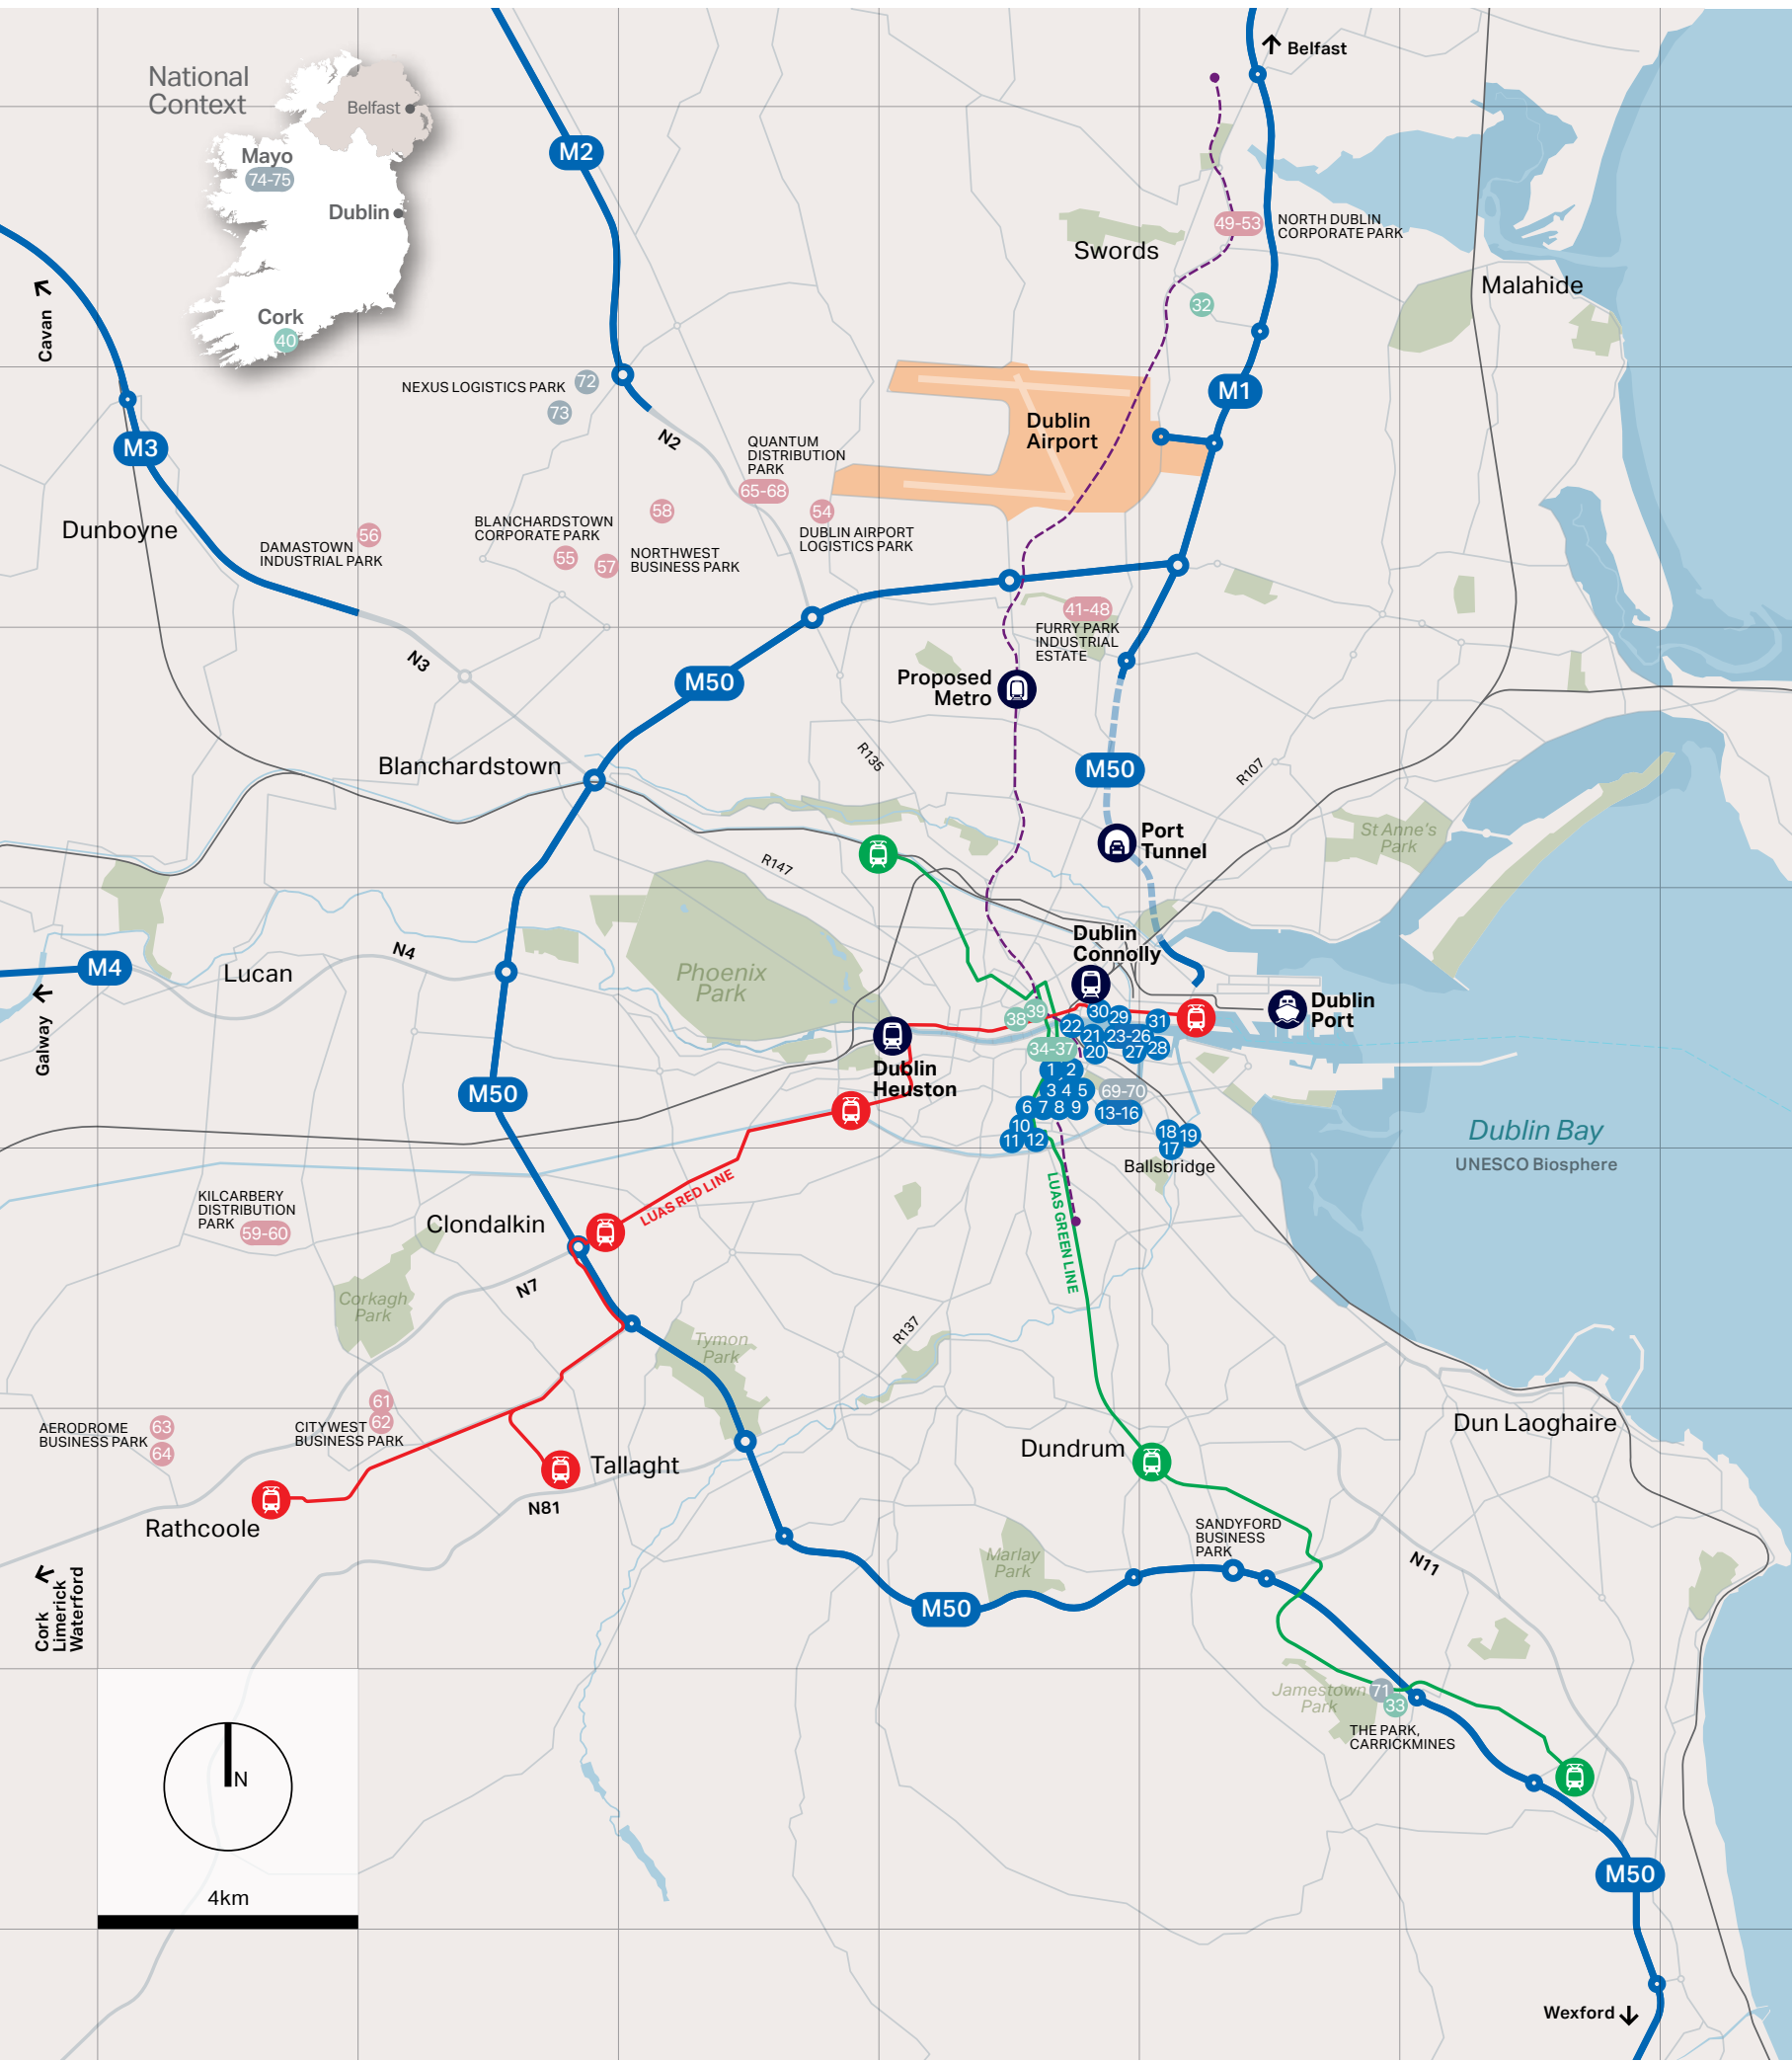 Belfast
National
Context
Belfast
Mayo
74-75
Dublin
Cork
40
M2
49-53
NORTH DUBLIN
CORPORATE PARK
Swords
Malahide
32
Cavan
NEXUS LOGISTICS PARK
72
73
M1
Dublin
Airport
N2
M3
QUANTUM
DISTRIBUTION
PARK
65-68
Dunboyne
58
54
DUBLIN AIRPORT
LOGISTICS PARK
BLANCHARDSTOWN
CORPORATE PARK
55
57
NORTHWEST
BUSINESS PARK
56
DAMASTOWN
INDUSTRIAL PARK
41-48
FURRY PARK
INDUSTRIAL
ESTATE
N3
M50
Proposed
Metro
Blanchardstown
R135
M50
R107
Port
Tunnel
St Anne's
Park
R147
Dublin
Connolly
N4
M4
Lucan
Phoenix
Park
Galway
Dublin
Port
39
38
30
29
31
22
21
23-26
34-37
20
27
28
Dublin
Heuston
1
2
3
4
5
69-70
6
7
8
9
13-16
10
11
12
18
19
17
Ballsbridge
M50
Dublin Bay
UNESCO Biosphere
KILCARBERY
DISTRIBUTION
PARK
59-60
Clondalkin
LUAS RED LINE
LUAS GREEN LINE
N7
Corkagh
Park
Tymon
Park
R137
61
62
CITYWEST
BUSINESS PARK
AERODROME
BUSINESS PARK
63
64
Dun Laoghaire
Dundrum
Tallaght
N81
Rathcoole
SANDYFORD
BUSINESS
PARK
Marlay
Park
N11
Cork
Limerick
Waterford
M50
Jamestown
Park
71
33
THE PARK,
CARRICKMINES
N
4km
M50
Wexford